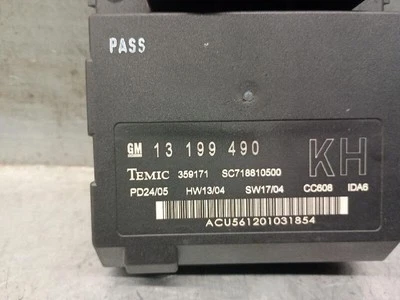 PASS
GM 13 199 490 KH
TEMIC 359171 SC718810500
PD24/05 HW13/04 SW17/04 CC608 IDA6
ACU561201031854